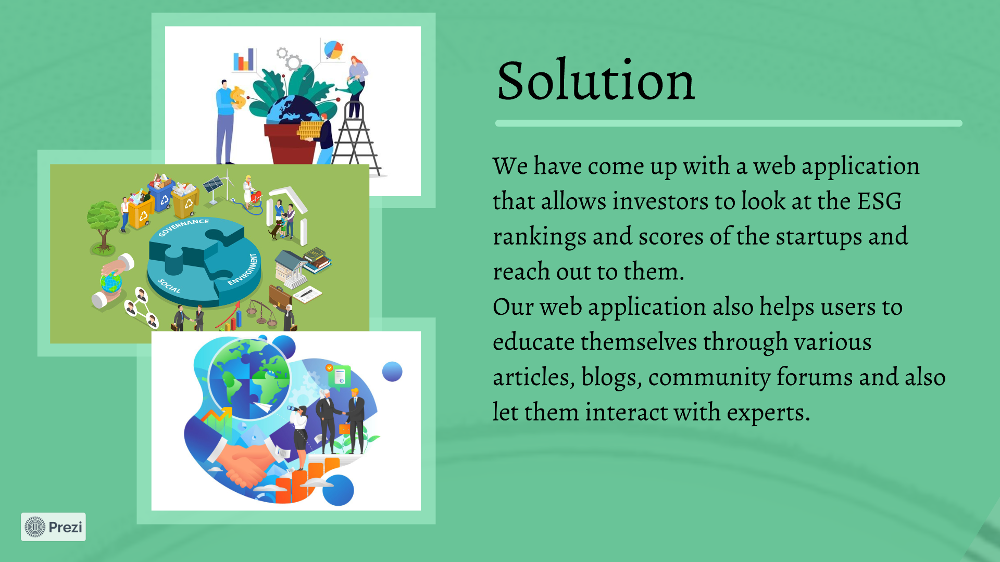 Solution
We have come up with a web application
that allows investors to look at the ESG
rankings and scores of the startups and
reach out to them.
Our web application also helps users to
educate themselves through various
articles, blogs, community forums and also
let them interact with experts.
GOVERNANCE
ENVIRONMENT
SOCIAL
Prezi